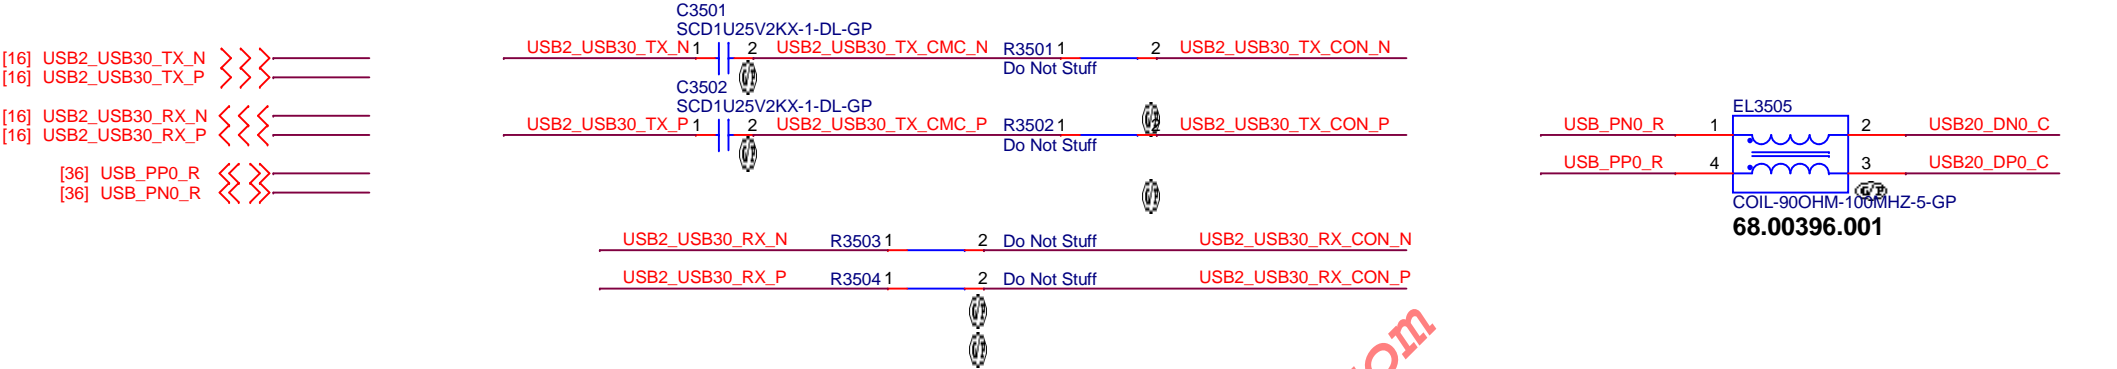 [16] USB2_USB30_TX_N
[16] USB2_USB30_TX_P
[16] USB2_USB30_RX_N
[16] USB2_USB30_RX_P
[36] USB_PP0_R
[36] USB_PN0_R
C3501
SCD1U25V2KX-1-DL-GP
USB2_USB30_TX_N 1 2 USB2_USB30_TX_CMC_N R3501 1 2 USB2_USB30_TX_CON_N
Do Not Stuff
C3502
SCD1U25V2KX-1-DL-GP
USB2_USB30_TX_P 1 2 USB2_USB30_TX_CMC_P R3502 1 2 USB2_USB30_TX_CON_P
Do Not Stuff
USB2_USB30_RX_N R3503 1 2 Do Not Stuff USB2_USB30_RX_CON_N
USB2_USB30_RX_P R3504 1 2 Do Not Stuff USB2_USB30_RX_CON_P
EL3505
USB_PN0_R 1 2 USB20_DN0_C
USB_PP0_R 4 3 USB20_DP0_C
COIL-90OHM-100MHZ-5-GP
68.00396.001
om